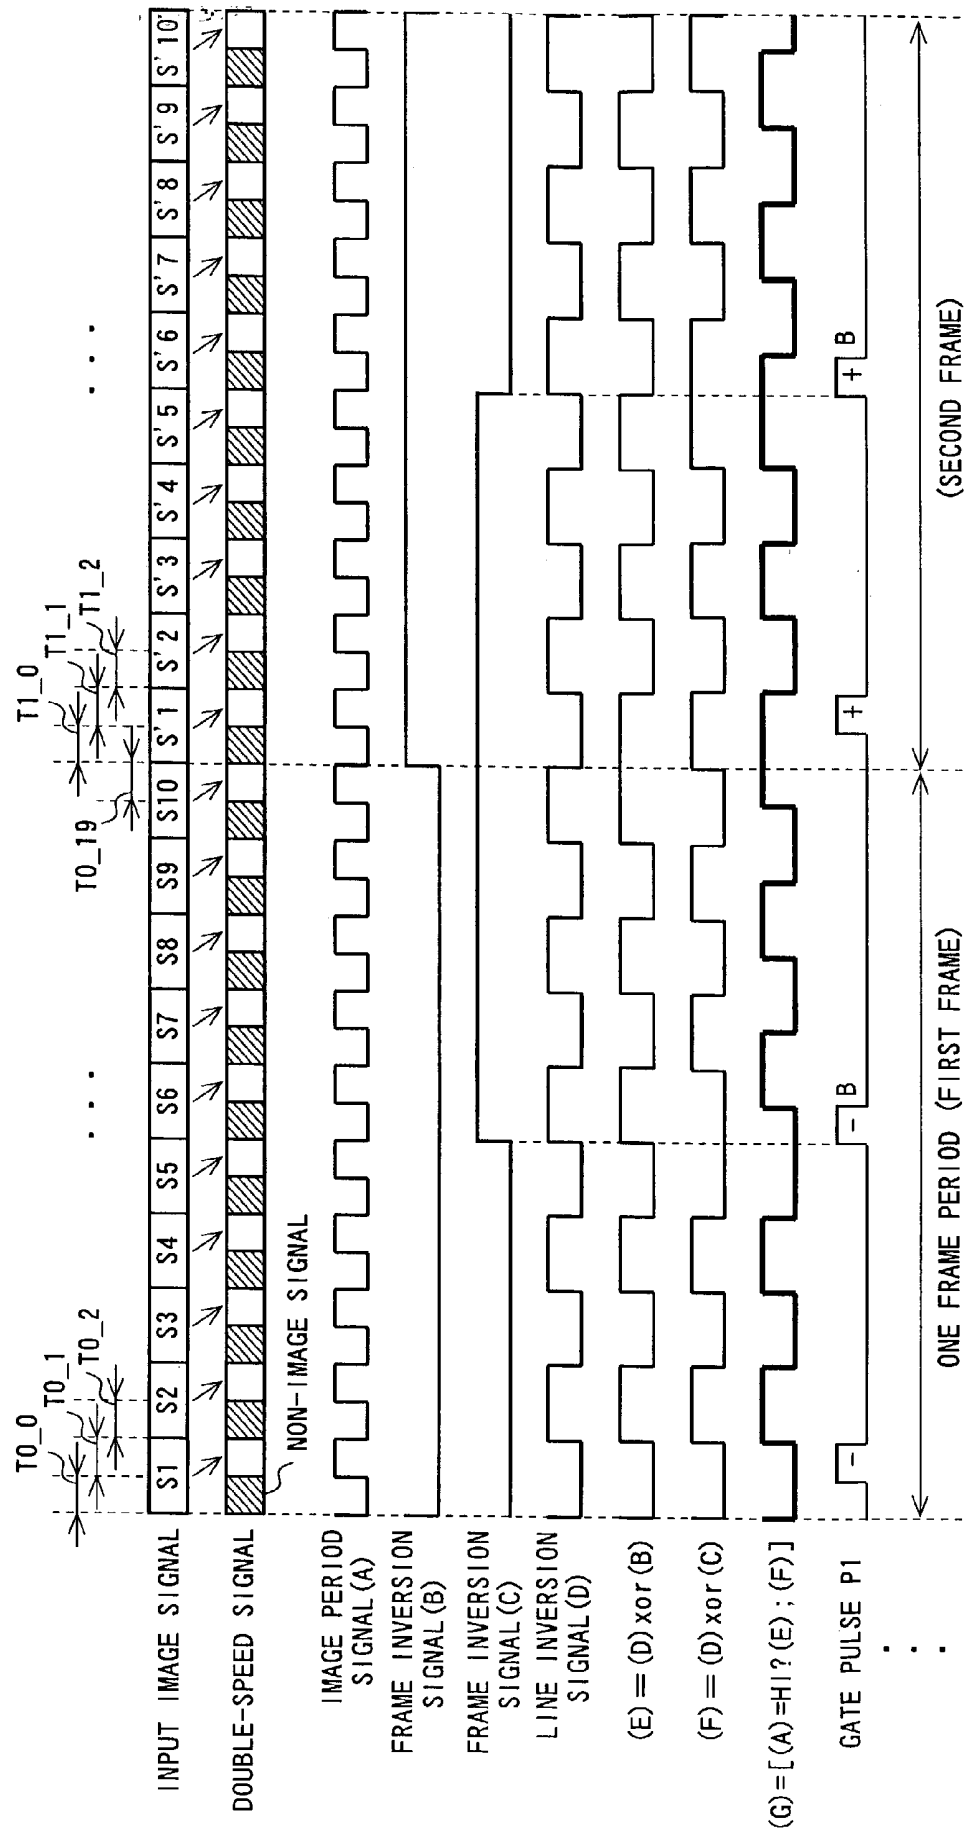 T0_0
T0_1
T0_2
T0_19
T1_0
T1_1
T1_2
INPUT IMAGE SIGNAL
S1 S2 S3 S4 S5 S6 S7 S8 S9 S10 S'1 S'2 S'3 S'4 S'5 S'6 S'7 S'8 S'9 S'10
. . .
. . .
DOUBLE-SPEED SIGNAL
NON-IMAGE SIGNAL
IMAGE PERIOD
SIGNAL(A)
FRAME INVERSION
SIGNAL(B)
FRAME INVERSION
SIGNAL(C)
LINE INVERSION
SIGNAL(D)
(E)=(D)xor(B)
(F)=(D)xor(C)
(G)=[(A)=HI?(E);(F)]
GATE PULSE P1
− − B + + B
. . .
ONE FRAME PERIOD (FIRST FRAME)
(SECOND FRAME)